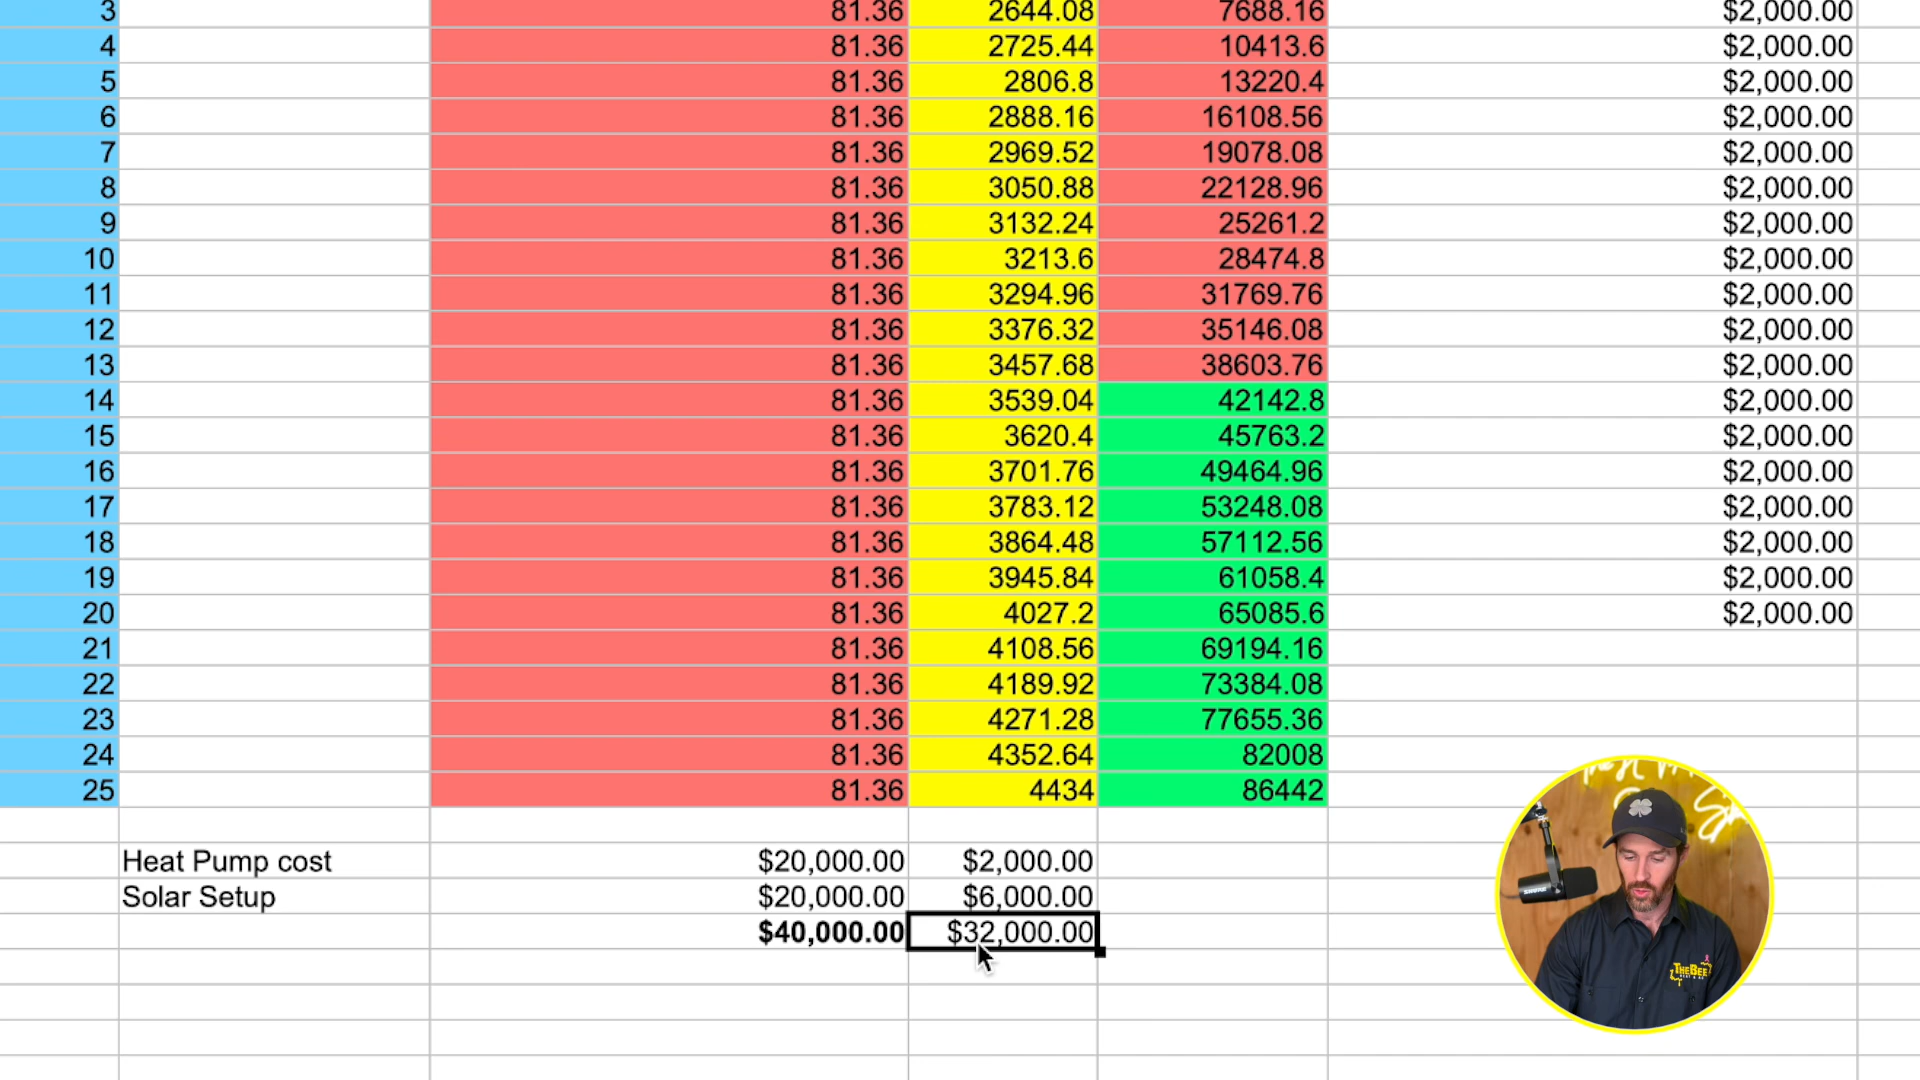 3 81.36 2644.08 7688.16 $2,000.00
4 81.36 2725.44 10413.6 $2,000.00
5 81.36 2806.8 13220.4 $2,000.00
6 81.36 2888.16 16108.56 $2,000.00
7 81.36 2969.52 19078.08 $2,000.00
8 81.36 3050.88 22128.96 $2,000.00
9 81.36 3132.24 25261.2 $2,000.00
10 81.36 3213.6 28474.8 $2,000.00
11 81.36 3294.96 31769.76 $2,000.00
12 81.36 3376.32 35146.08 $2,000.00
13 81.36 3457.68 38603.76 $2,000.00
14 81.36 3539.04 42142.8 $2,000.00
15 81.36 3620.4 45763.2 $2,000.00
16 81.36 3701.76 49464.96 $2,000.00
17 81.36 3783.12 53248.08 $2,000.00
18 81.36 3864.48 57112.56 $2,000.00
19 81.36 3945.84 61058.4 $2,000.00
20 81.36 4027.2 65085.6 $2,000.00
21 81.36 4108.56 69194.16
22 81.36 4189.92 73384.08
23 81.36 4271.28 77655.36
24 81.36 4352.64 82008
25 81.36 4434 86442
Heat Pump cost $20,000.00 $2,000.00
Solar Setup $20,000.00 $6,000.00
$40,000.00 $32,000.00
SHURE
THEBEE